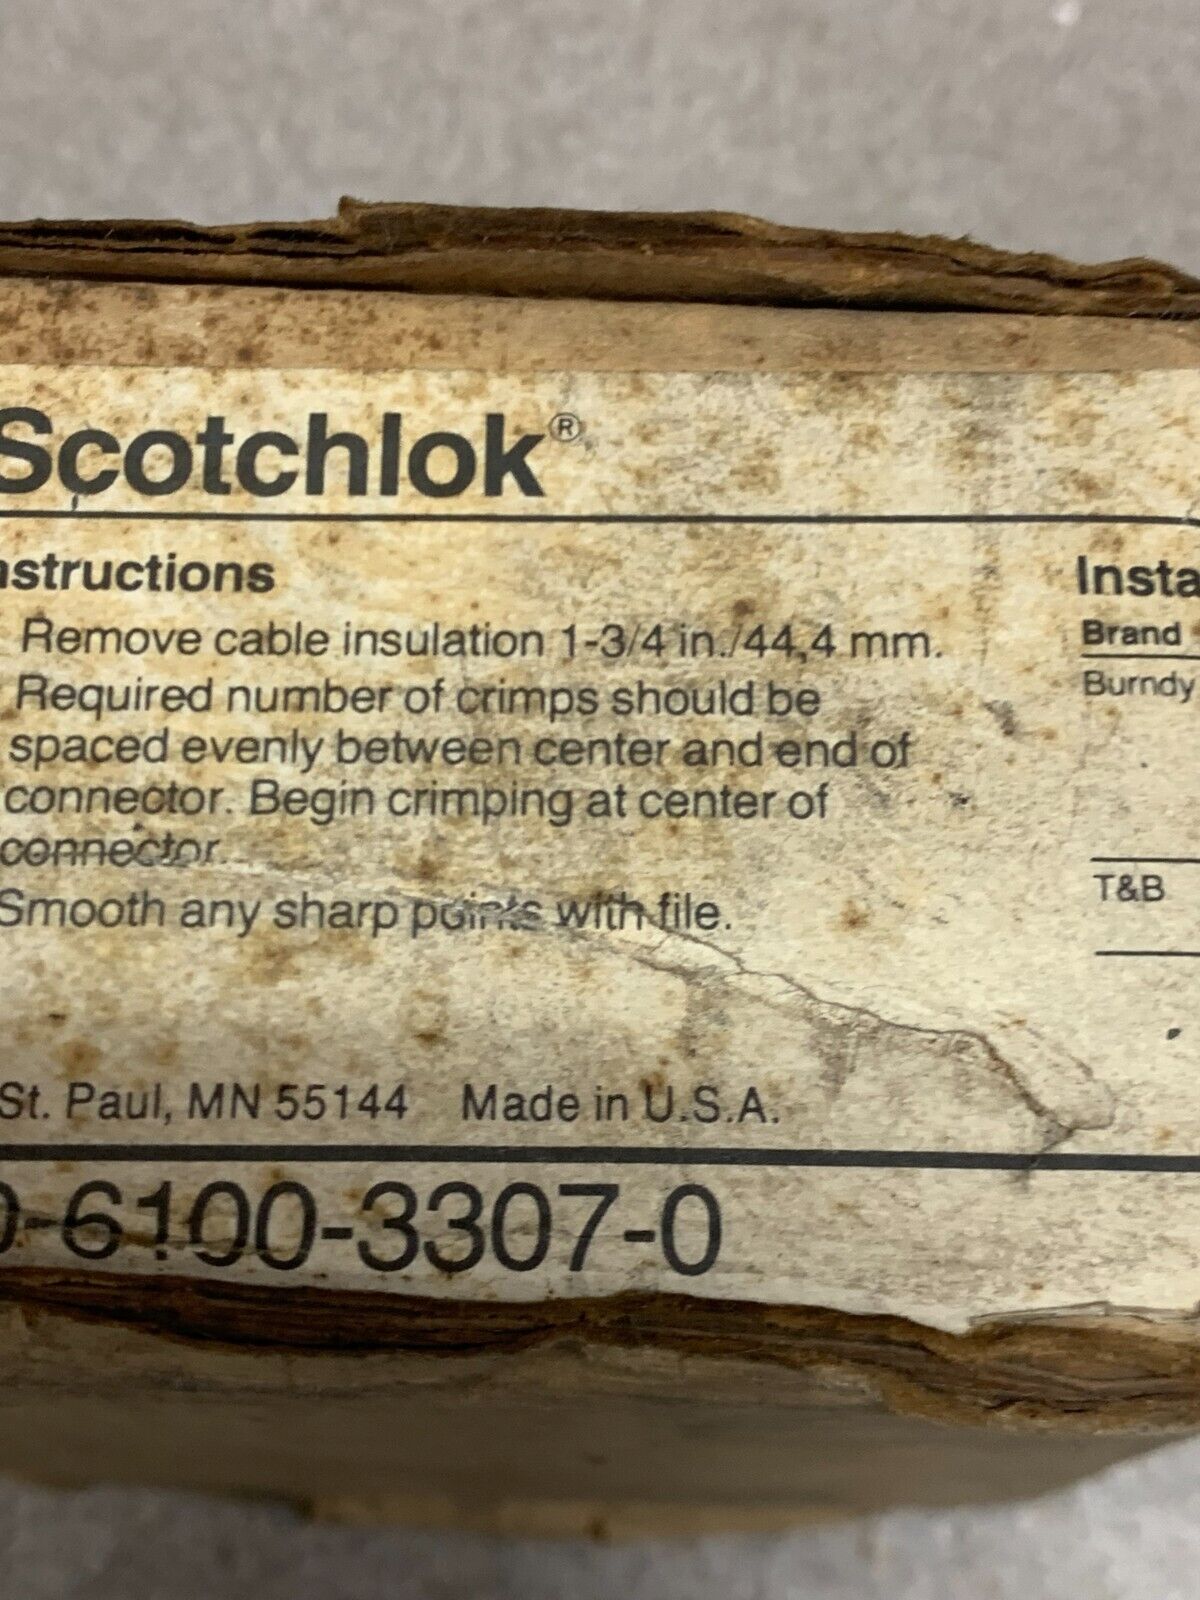 Scotchlok®
nstructions
Remove cable insulation 1-3/4 in./44,4 mm.
Required number of crimps should be
spaced evenly between center and end of
connector. Begin crimping at center of
connector.
Smooth any sharp points with file.
St. Paul, MN 55144 Made in U.S.A.
0-6100-3307-0
Insta
Brand
Burndy
T&B